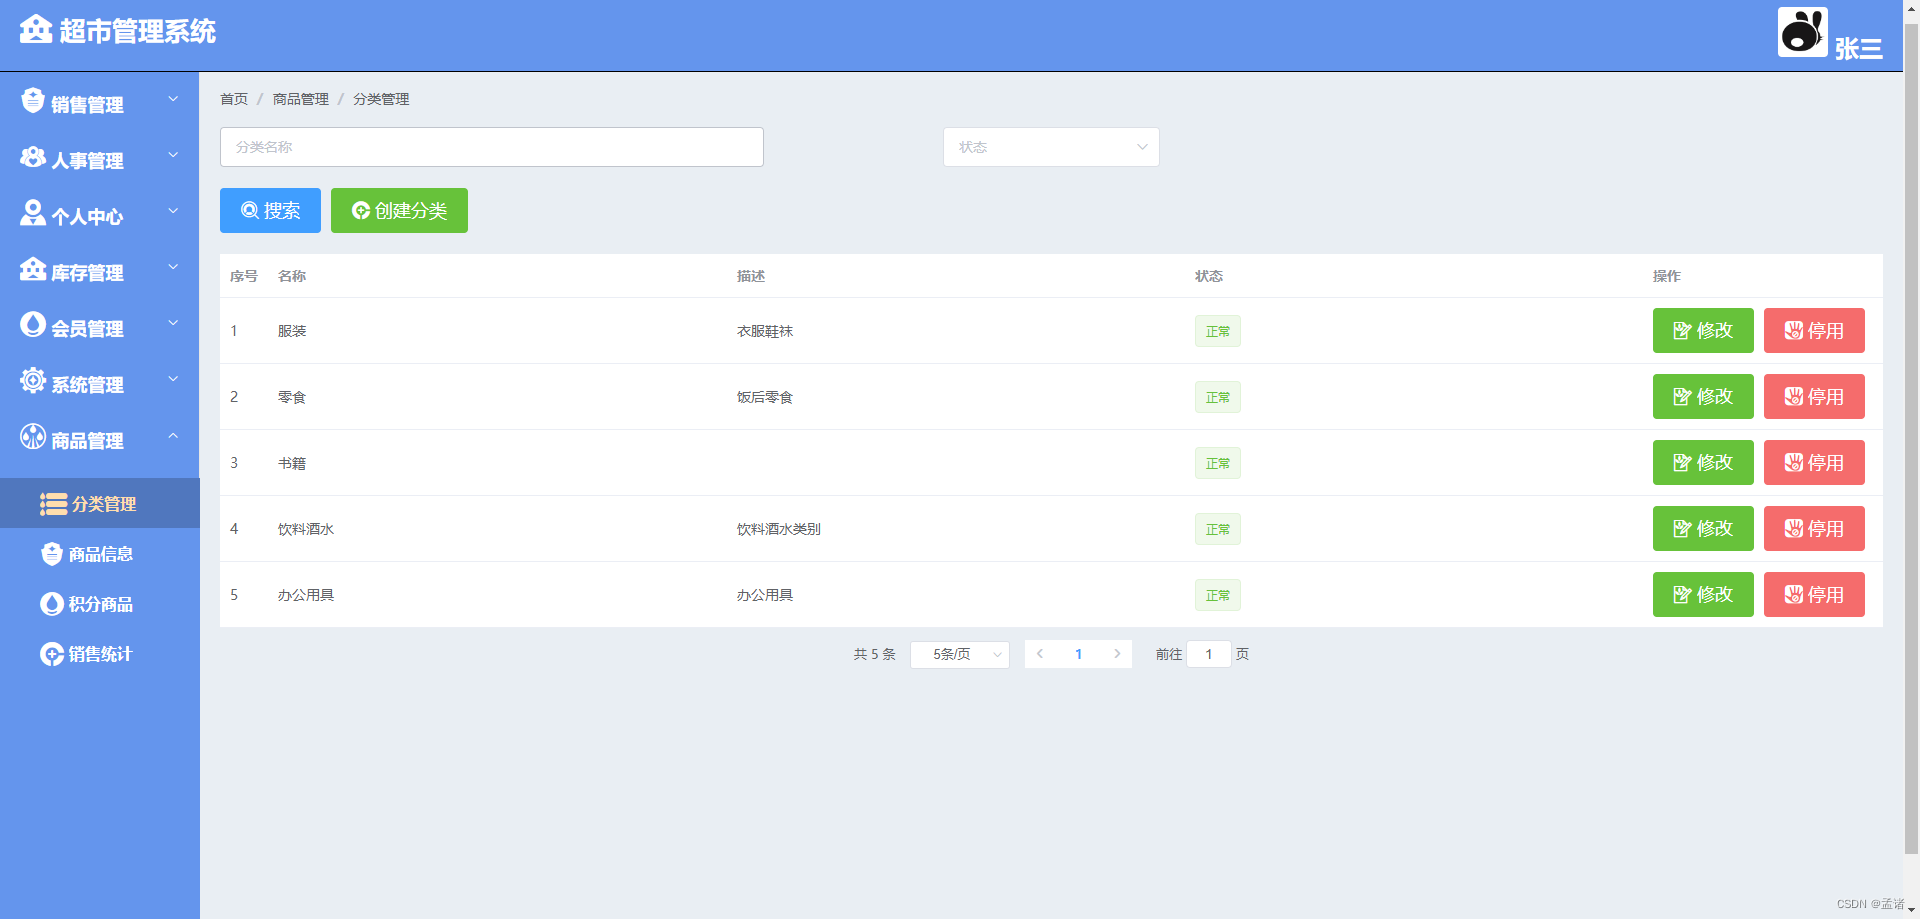 超市管理系统
张三
销售管理
人事管理
个人中心
库存管理
会员管理
系统管理
商品管理
分类管理
商品信息
积分商品
销售统计
首页 / 商品管理 / 分类管理
分类名称 状态
搜索 创建分类
序号 名称 描述 状态 操作
1 服装 衣服鞋袜 正常 修改 停用
2 零食 饭后零食 正常 修改 停用
3 书籍 正常 修改 停用
4 饮料酒水 饮料酒水类别 正常 修改 停用
5 办公用具 办公用具 正常 修改 停用
共 5 条 5条/页 1 前往 1 页
CSDN @孟诸